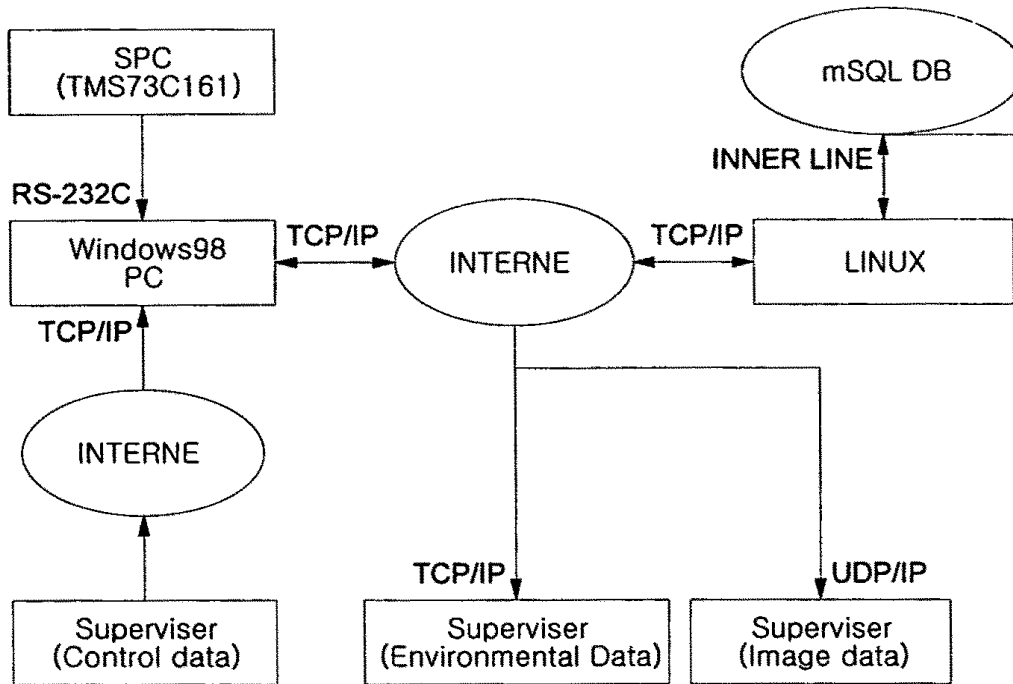 SPC
(TMS73C161)
mSQL DB
INNER LINE
RS-232C
Windows98
PC
TCP/IP
INTERNE
TCP/IP
LINUX
TCP/IP
INTERNE
TCP/IP
UDP/IP
Superviser
(Control data)
Superviser
(Environmental Data)
Superviser
(Image data)